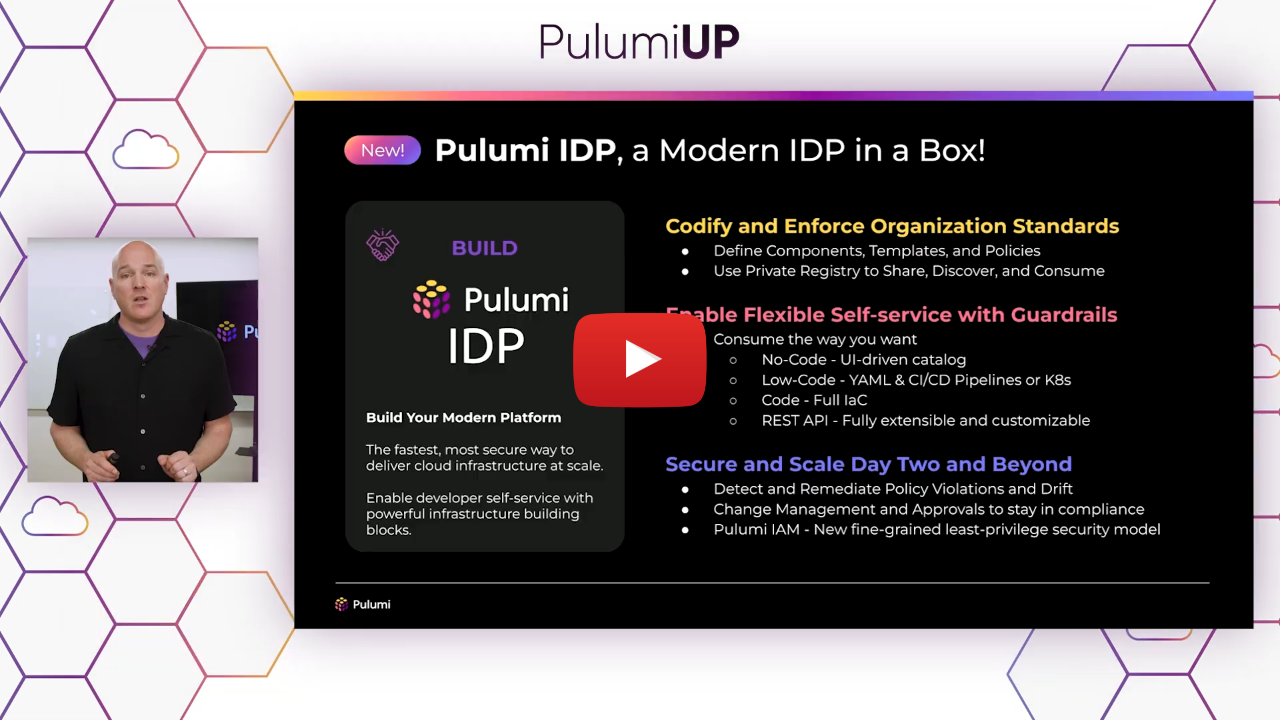 PulumiUP
New! Pulumi IDP, a Modern IDP in a Box!
BUILD
Pulumi
IDP
Build Your Modern Platform
The fastest, most secure way to
deliver cloud infrastructure at scale.
Enable developer self-service with
powerful infrastructure building
blocks.
Codify and Enforce Organization Standards
● Define Components, Templates, and Policies
● Use Private Registry to Share, Discover, and Consume
Enable Flexible Self-service with Guardrails
Consume the way you want
○ No-Code - UI-driven catalog
○ Low-Code - YAML & CI/CD Pipelines or K8s
○ Code - Full IaC
○ REST API - Fully extensible and customizable
Secure and Scale Day Two and Beyond
● Detect and Remediate Policy Violations and Drift
● Change Management and Approvals to stay in compliance
● Pulumi IAM - New fine-grained least-privilege security model
Pulumi